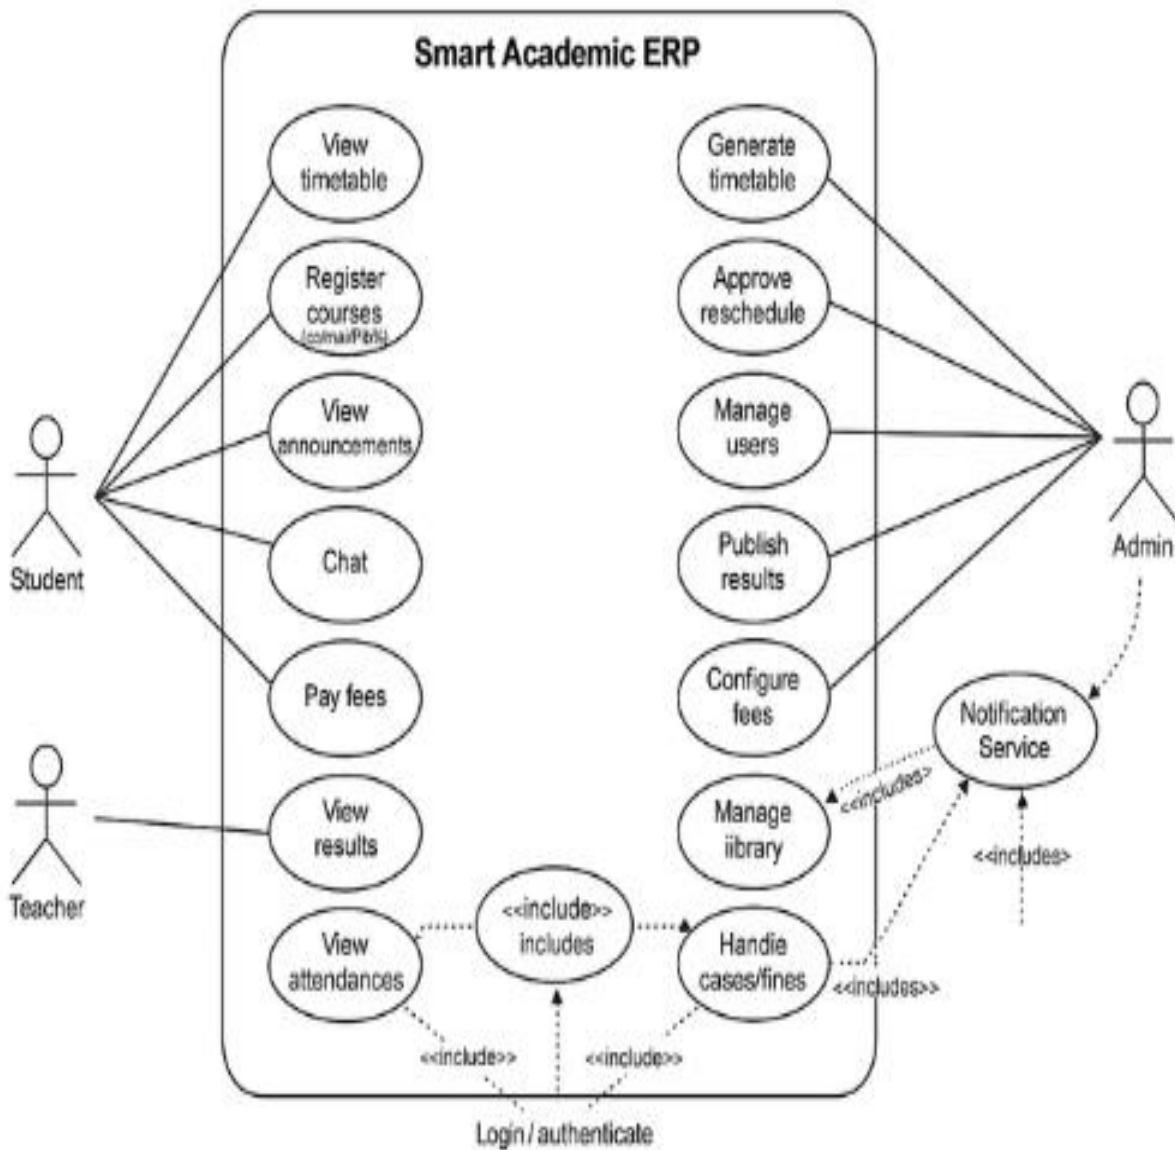 Smart Academic ERP
View
timetable
Register
courses
View
announcements
Chat
Pay fees
View
results
View
attendances
Generate
timetable
Approve
reschedule
Manage
users
Publish
results
Configure
fees
Manage
iibrary
Handie
cases/fines
<<include>>
includes
Student
Teacher
Admin
Notification
Service
<<includes>
<<includes>
<<includes>>
<<include>>
<<include>>
Login / authenticate